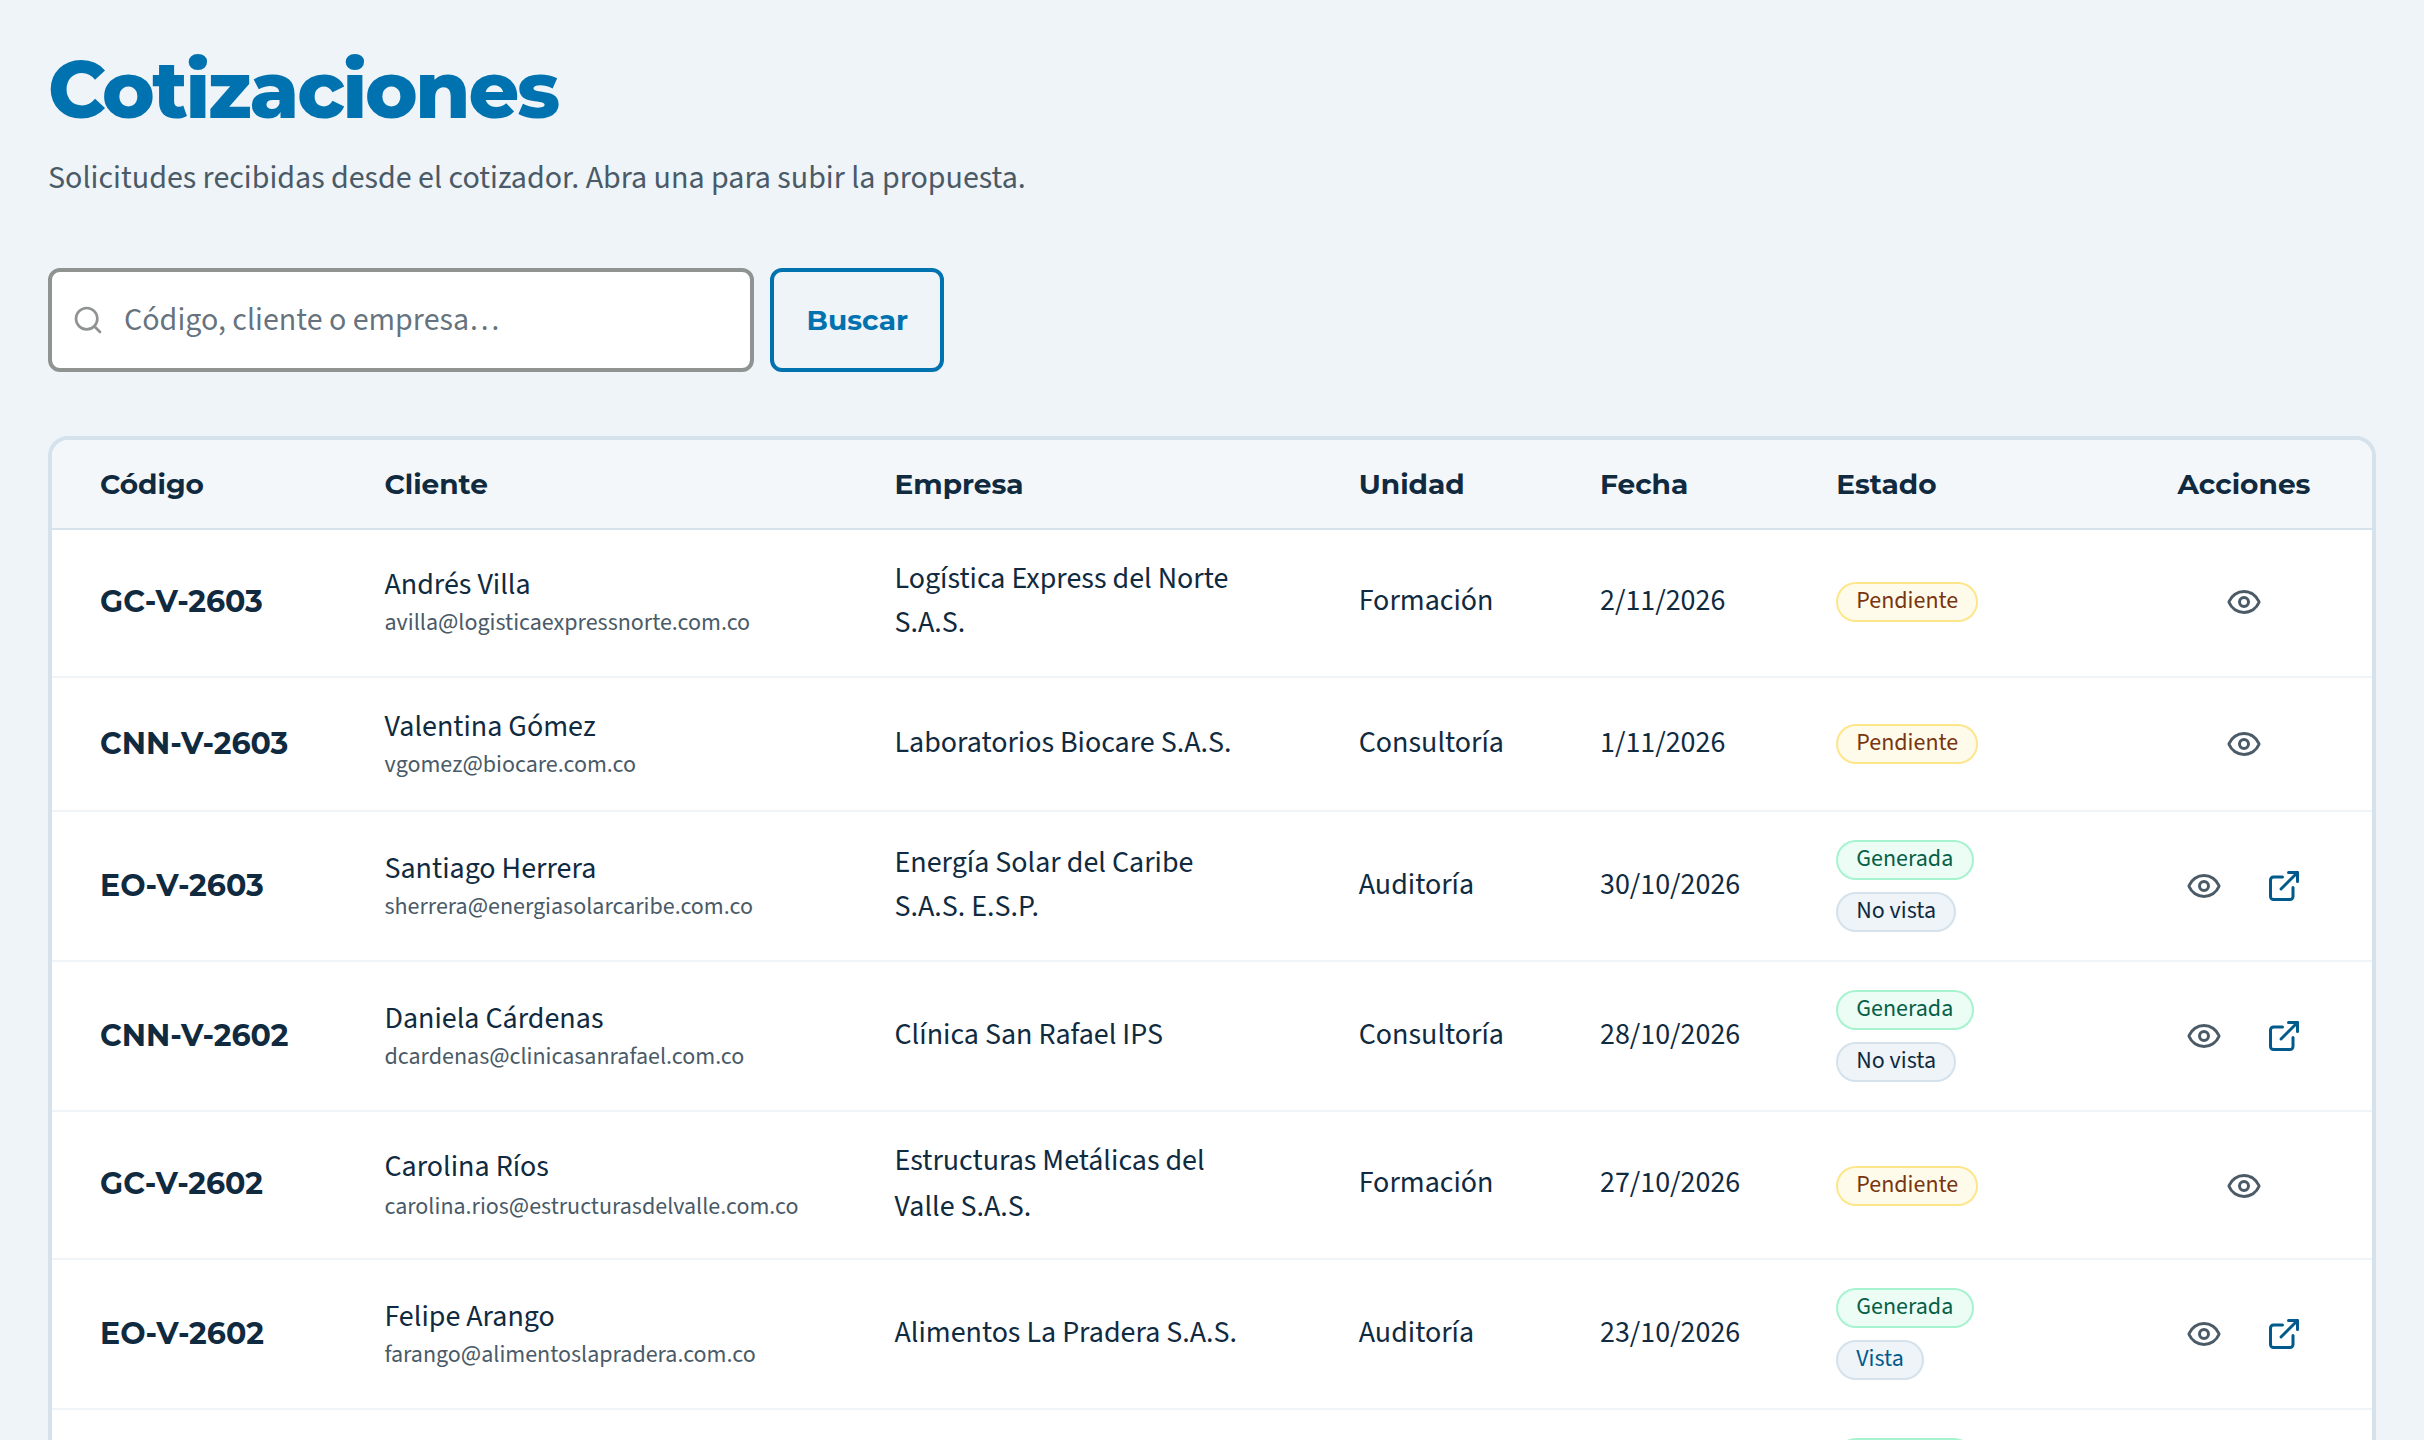 Cotizaciones
Solicitudes recibidas desde el cotizador. Abra una para subir la propuesta.
Código, cliente o empresa…
Buscar
Código Cliente Empresa Unidad Fecha Estado Acciones
GC-V-2603
Andrés Villa
avilla@logisticaexpressnorte.com.co
Logística Express del Norte
S.A.S.
Formación
2/11/2026
Pendiente
CNN-V-2603
Valentina Gómez
vgomez@biocare.com.co
Laboratorios Biocare S.A.S.
Consultoría
1/11/2026
Pendiente
EO-V-2603
Santiago Herrera
sherrera@energiasolarcaribe.com.co
Energía Solar del Caribe
S.A.S. E.S.P.
Auditoría
30/10/2026
Generada
No vista
CNN-V-2602
Daniela Cárdenas
dcardenas@clinicasanrafael.com.co
Clínica San Rafael IPS
Consultoría
28/10/2026
Generada
No vista
GC-V-2602
Carolina Ríos
carolina.rios@estructurasdelvalle.com.co
Estructuras Metálicas del
Valle S.A.S.
Formación
27/10/2026
Pendiente
EO-V-2602
Felipe Arango
farango@alimentoslapradera.com.co
Alimentos La Pradera S.A.S.
Auditoría
23/10/2026
Generada
Vista